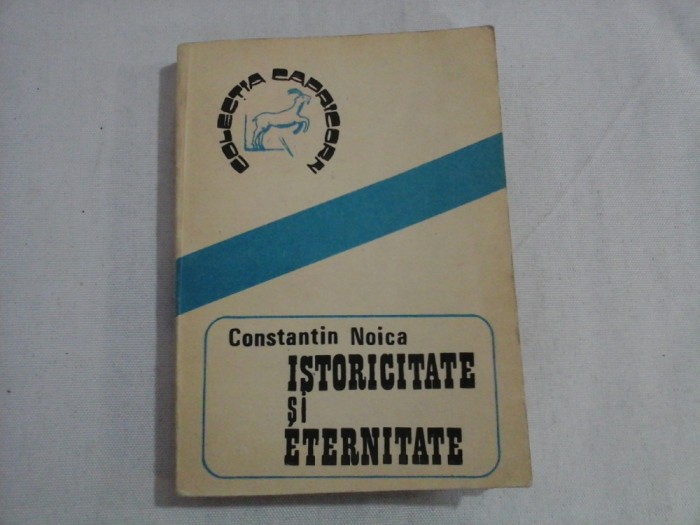 COLECȚIA CAPRICORN
Constantin Noica
ISTORICITATE
ȘI
ETERNITATE